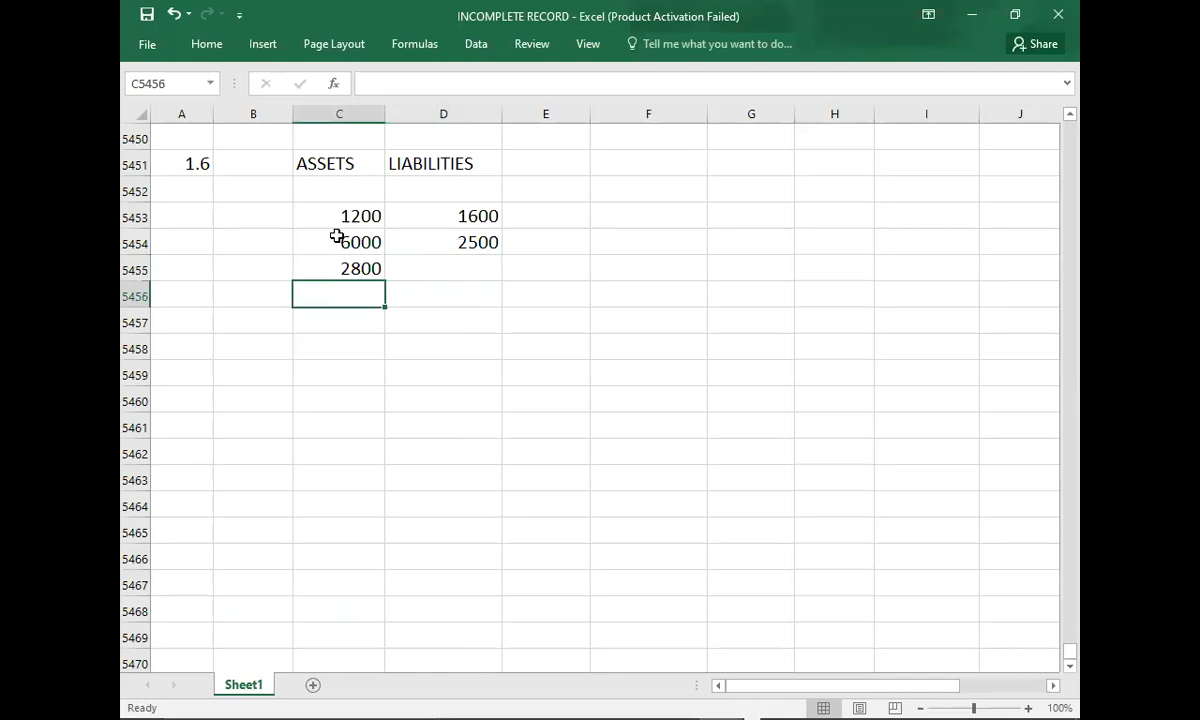 INCOMPLETE RECORD - Excel (Product Activation Failed)
File Home Insert Page Layout Formulas Data Review View Tell me what you want to do... Share
C5456 fx
A B C D E F G H I J
5450
5451 1.6 ASSETS LIABILITIES
5452
5453 1200 1600
5454 6000 2500
5455 2800
5456
5457
5458
5459
5460
5461
5462
5463
5464
5465
5466
5467
5468
5469
5470
Sheet1
Ready 100%